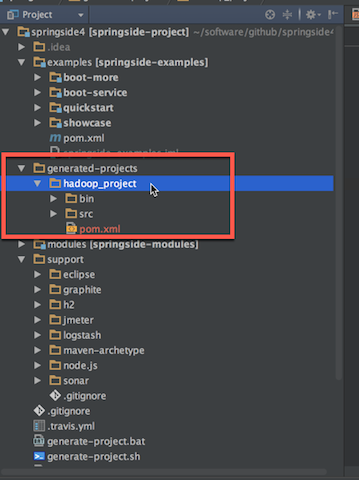 Project
springside4 [springside-project] ~/software/github/springside4
.idea
examples [springside-examples]
boot-more
boot-service
quickstart
showcase
pom.xml
springside_examples.iml
generated-projects
hadoop_project
bin
src
pom.xml
modules [springside-modules]
support
eclipse
graphite
h2
jmeter
logstash
maven-archetype
node.js
sonar
.gitignore
.gitignore
.travis.yml
generate-project.bat
generate-project.sh